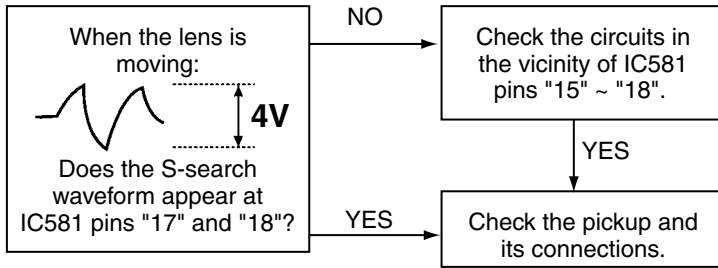 When the lens is
moving:
4V
Does the S-search
waveform appear at
IC581 pins "17" and "18"?
NO
Check the circuits in
the vicinity of IC581
pins "15" ~ "18".
YES
YES
Check the pickup and
its connections.